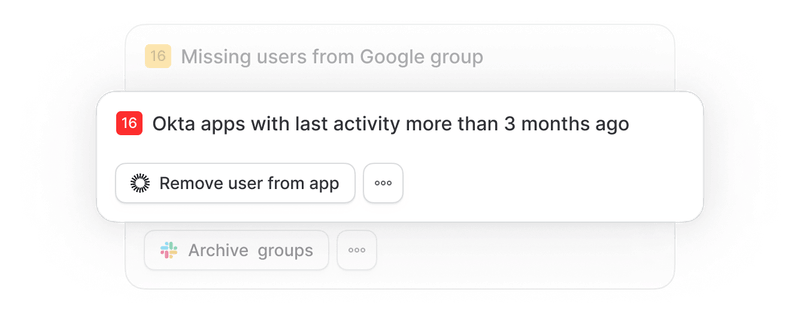 16 Missing users from Google group
16 Okta apps with last activity more than 3 months ago
Remove user from app
Archive groups